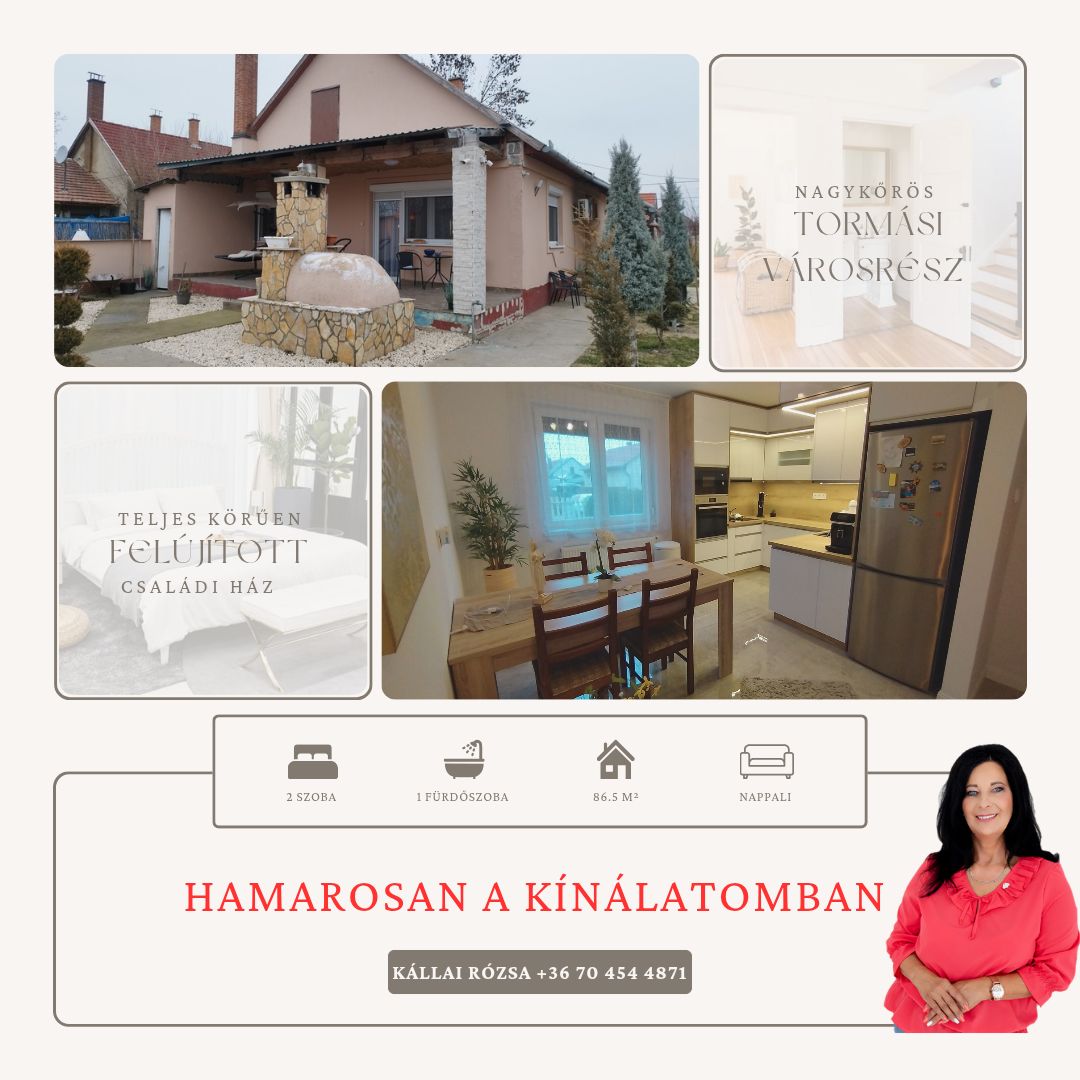 NAGYKŐRÖS
TORMÁSI
VÁROSRÉSZ
TELJES KÖRŰEN
FELÚJÍTOTT
CSALÁDI HÁZ
2 SZOBA
1 FÜRDŐSZOBA
86.5 M²
NAPPALI
HAMAROSAN A KÍNÁLATOMBAN
KÁLLAI RÓZSA +36 70 454 4871